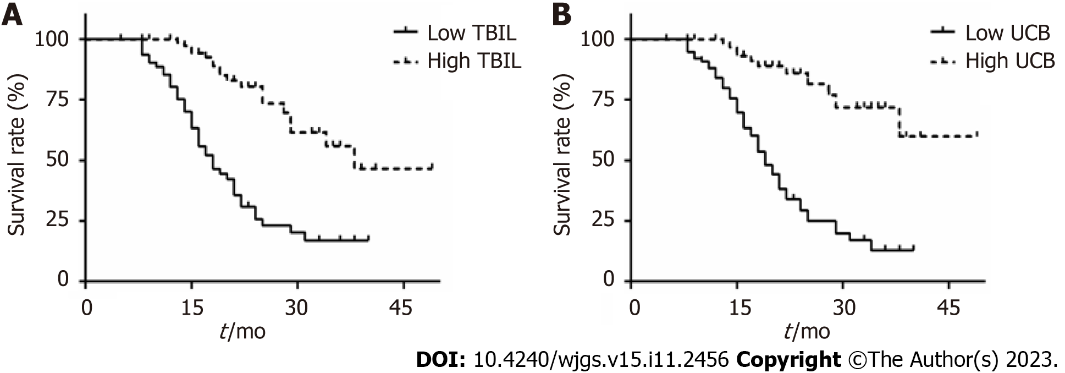 A
Low TBIL
High TBIL
Survival rate (%)
100
75
50
25
0
0 15 30 45
t/mo
B
Low UCB
High UCB
Survival rate (%)
100
75
50
25
0
0 15 30 45
t/mo
DOI: 10.4240/wjgs.v15.i11.2456 Copyright ©The Author(s) 2023.